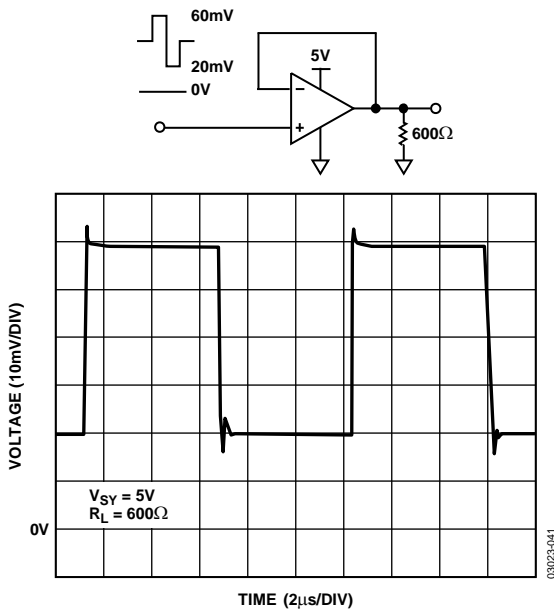 60mV
20mV
0V
5V
−
+
600Ω
VOLTAGE (10mV/DIV)
VSY = 5V
RL = 600Ω
0V
TIME (2μs/DIV)
03023-041